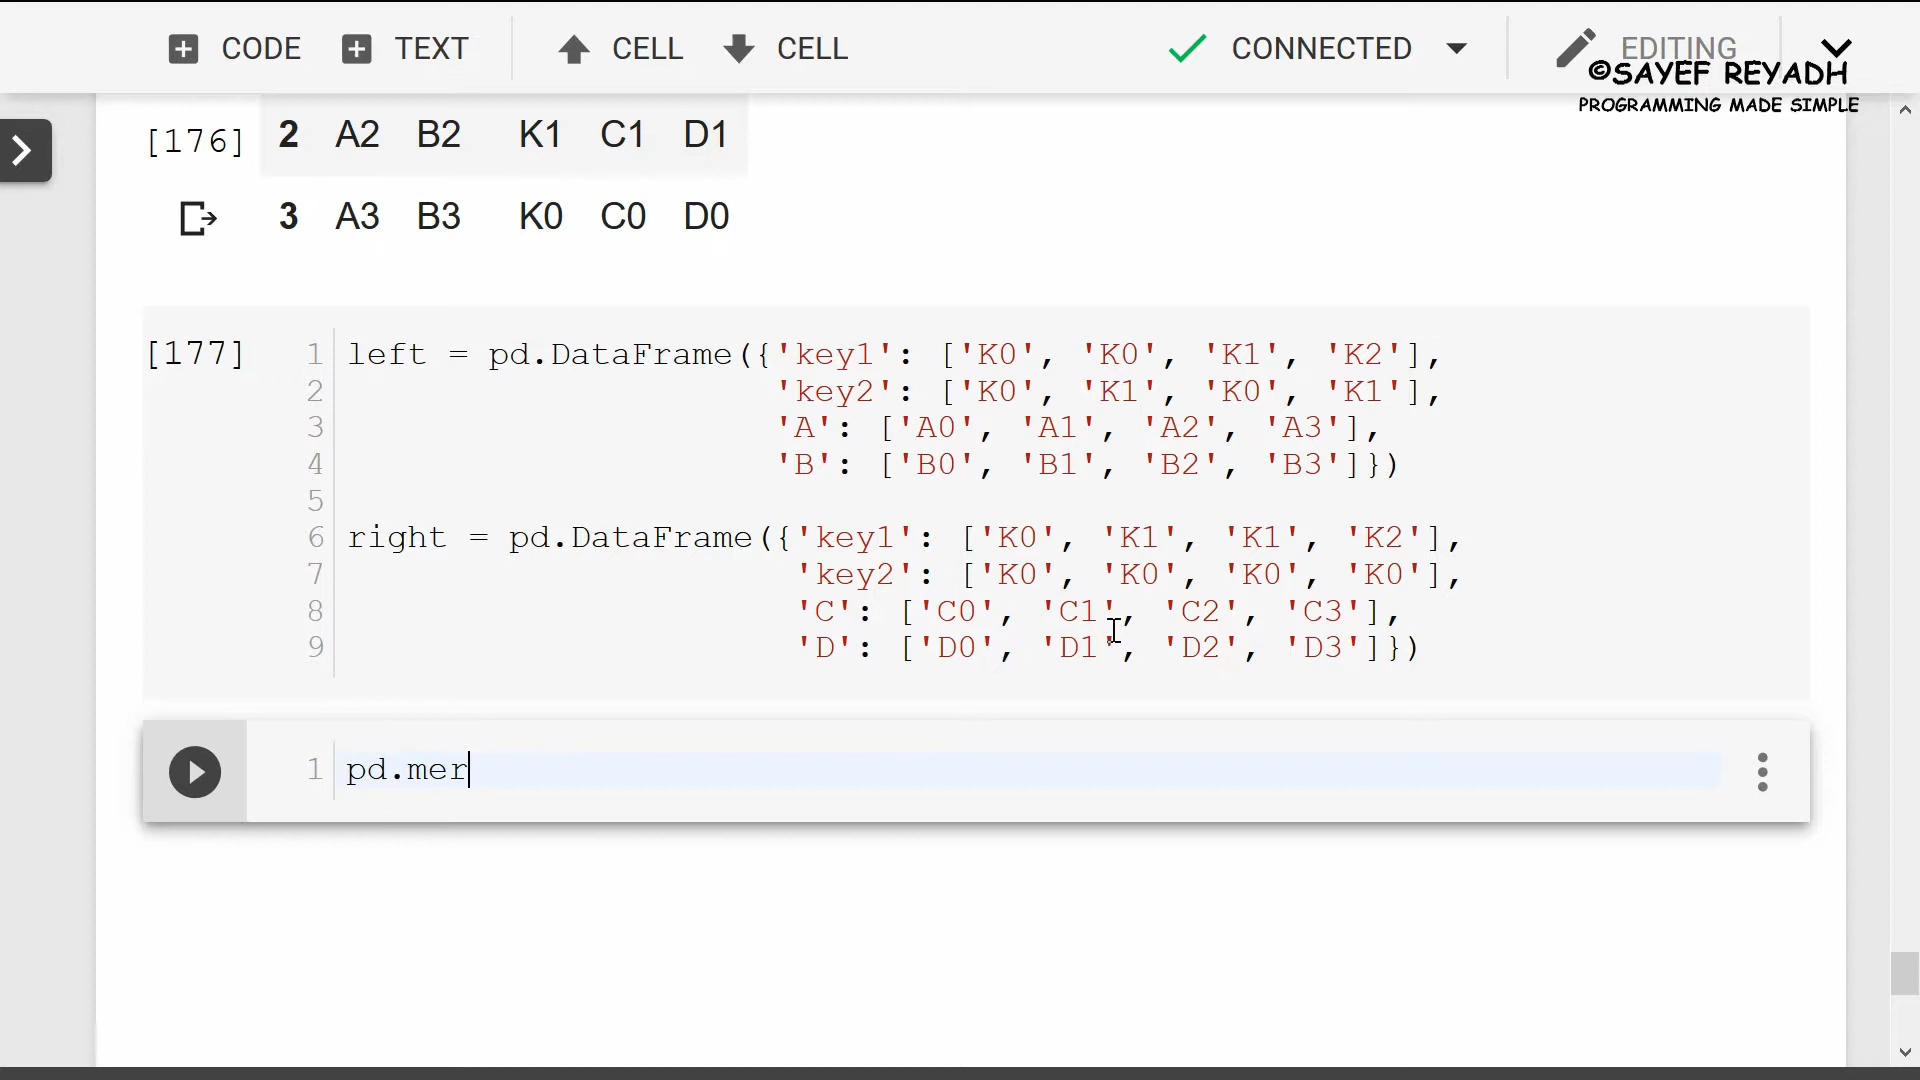 CODE TEXT CELL CELL CONNECTED EDITING
©SAYEF REYADH
PROGRAMMING MADE SIMPLE
[176] 2 A2 B2 K1 C1 D1
3 A3 B3 K0 C0 D0
[177] 1 left = pd.DataFrame({'key1': ['K0', 'K0', 'K1', 'K2'],
2 'key2': ['K0', 'K1', 'K0', 'K1'],
3 'A': ['A0', 'A1', 'A2', 'A3'],
4 'B': ['B0', 'B1', 'B2', 'B3']})
5
6 right = pd.DataFrame({'key1': ['K0', 'K1', 'K1', 'K2'],
7 'key2': ['K0', 'K0', 'K0', 'K0'],
8 'C': ['C0', 'C1', 'C2', 'C3'],
9 'D': ['D0', 'D1', 'D2', 'D3']})
1 pd.mer